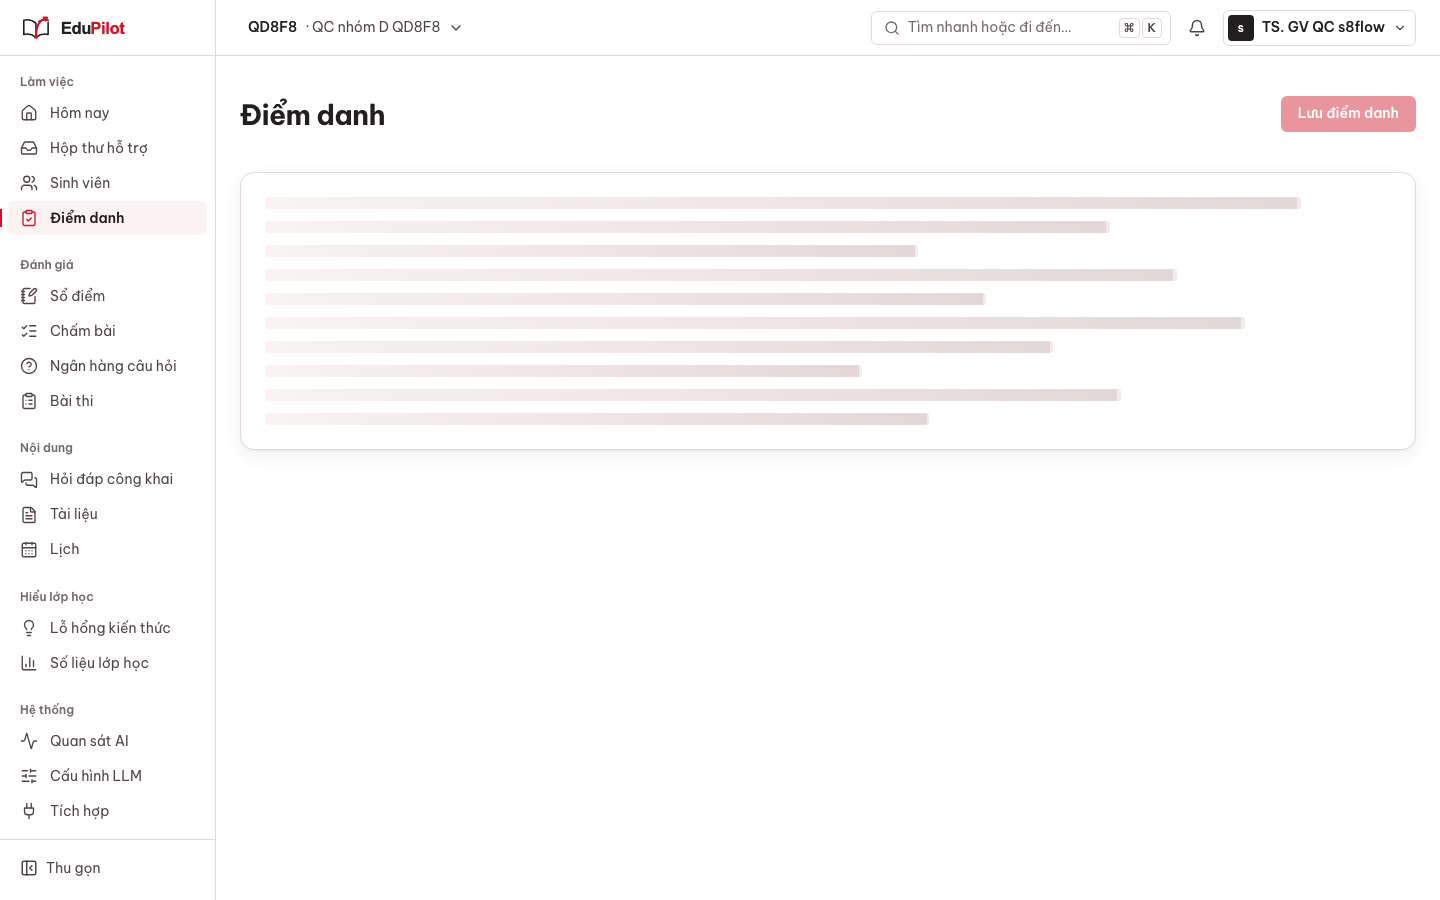 EduPilot
QD8F8 · QC nhóm D QD8F8
Tìm nhanh hoặc đi đến...
⌘ K
s
TS. GV QC s8flow
Làm việc
Hôm nay
Hộp thư hỗ trợ
Sinh viên
Điểm danh
Đánh giá
Sổ điểm
Chấm bài
Ngân hàng câu hỏi
Bài thi
Nội dung
Hỏi đáp công khai
Tài liệu
Lịch
Hiểu lớp học
Lỗ hổng kiến thức
Số liệu lớp học
Hệ thống
Quan sát AI
Cấu hình LLM
Tích hợp
Thu gọn
Điểm danh
Lưu điểm danh